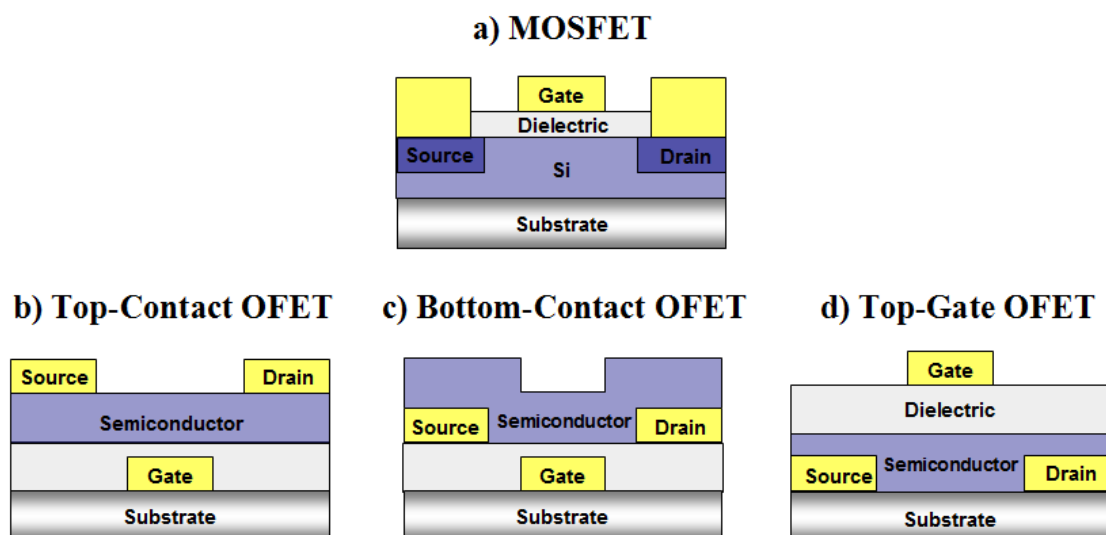 a) MOSFET
Gate
Dielectric
Source
Drain
Si
Substrate
b) Top-Contact OFET
c) Bottom-Contact OFET
d) Top-Gate OFET
Source
Drain
Semiconductor
Gate
Substrate
Source
Semiconductor
Drain
Gate
Substrate
Gate
Dielectric
Source
Semiconductor
Drain
Substrate